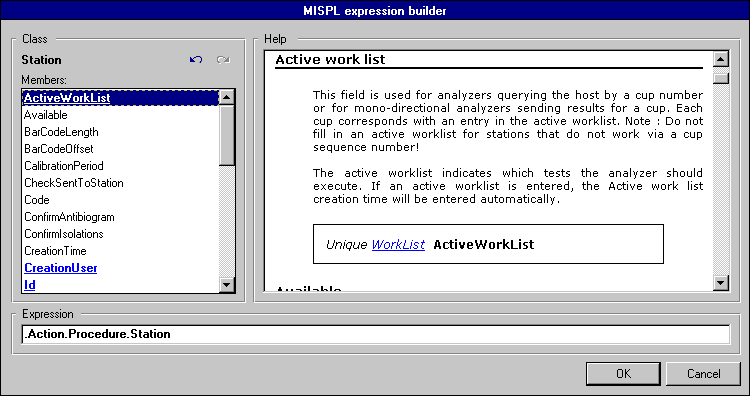 MISPL expression builder
Class
Station
Members:
ActiveWorkList
Available
BarCodeLength
BarCodeOffset
CalibrationPeriod
CheckSentToStation
Code
ConfirmAntibiogram
ConfirmIsolations
CreationTime
CreationUser
Id
Help
Active work list
This field is used for analyzers querying the host by a cup number
or for mono-directional analyzers sending results for a cup. Each
cup corresponds with an entry in the active worklist. Note : Do not
fill in an active worklist for stations that do not work via a cup
sequence number!
The active worklist indicates which tests the analyzer should
execute. If an active worklist is entered, the Active work list
creation time will be entered automatically.
Unique WorkList ActiveWorkList
Available
Expression
.Action.Procedure.Station
OK
Cancel